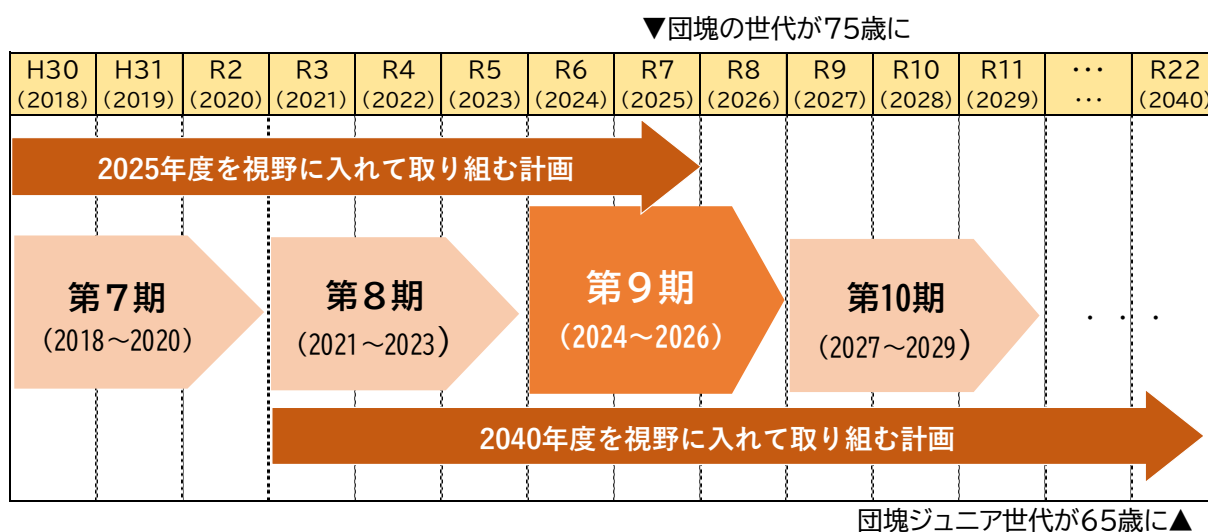 ▼団塊の世代が75歳に
H30 H31 R2 R3 R4 R5 R6 R7 R8 R9 R10 R11 ・・・ R22
(2018) (2019) (2020) (2021) (2022) (2023) (2024) (2025) (2026) (2027) (2028) (2029) ・・・ (2040)
2025年度を視野に入れて取り組む計画
第7期
(2018～2020)
第8期
(2021～2023)
第9期
(2024～2026)
第10期
(2027～2029)
・・・
2040年度を視野に入れて取り組む計画
団塊ジュニア世代が65歳に▲